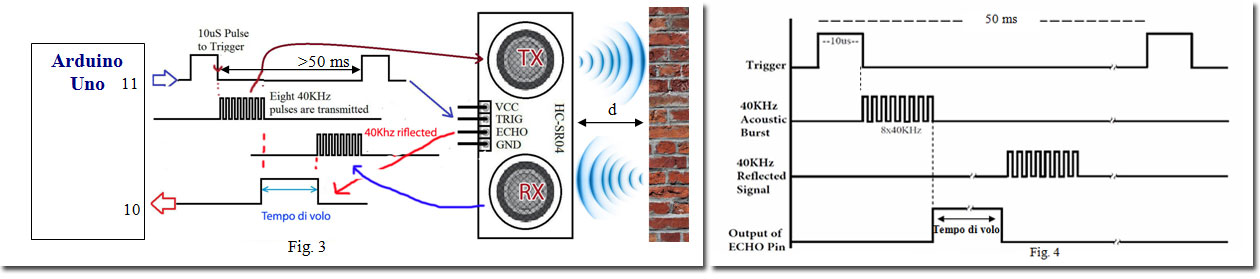 Arduino
Uno
11
10
10uS Pulse
to Trigger
>50 ms
Eight 40KHz
pulses are transmitted
40Khz riflected
Tempo di volo
Fig. 3
TX
VCC
TRIG
ECHO
GND
HC-SR04
RX
d
50 ms
--10us--
Trigger
40KHz
Acoustic
Burst
8x40KHz
40KHz
Reflected
Signal
Output of
ECHO Pin
Tempo di volo
Fig. 4